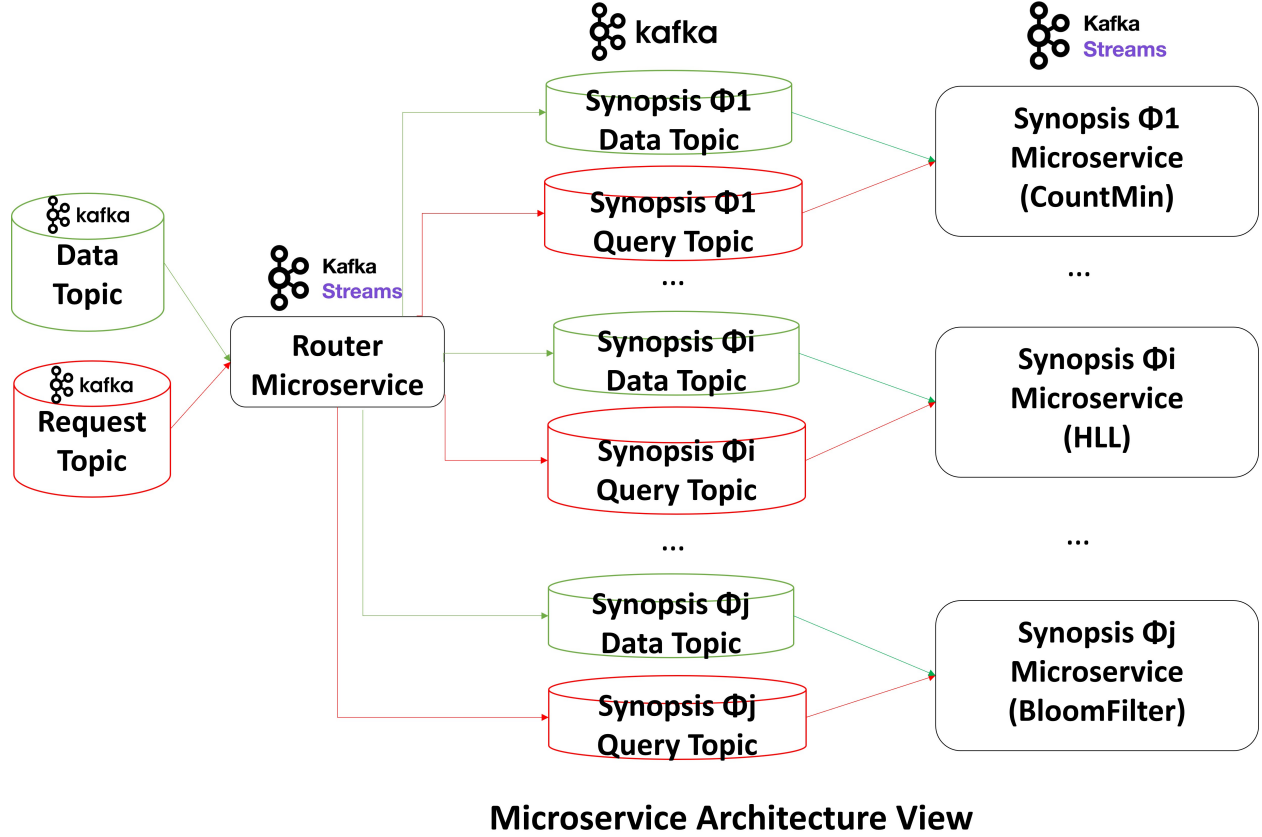 kafka
Data
Topic
kafka
Request
Topic
Kafka
Streams
Router
Microservice
kafka
Synopsis Φ1
Data Topic
Synopsis Φ1
Query Topic
...
Synopsis Φi
Data Topic
Synopsis Φi
Query Topic
...
Synopsis Φj
Data Topic
Synopsis Φj
Query Topic
Kafka
Streams
Synopsis Φ1
Microservice
(CountMin)
...
Synopsis Φi
Microservice
(HLL)
...
Synopsis Φj
Microservice
(BloomFilter)
Microservice Architecture View